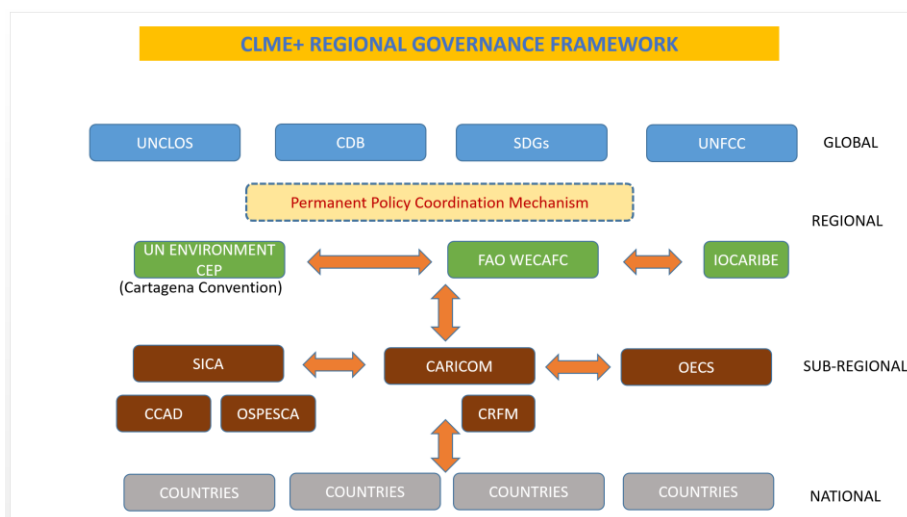 CLME+ REGIONAL GOVERNANCE FRAMEWORK
UNCLOS
CDB
SDGs
UNFCC
GLOBAL
Permanent Policy Coordination Mechanism
REGIONAL
UN ENVIRONMENT
CEP
(Cartagena Convention)
FAO WECAFC
IOCARIBE
SICA
CARICOM
OECS
SUB-REGIONAL
CCAD
OSPESCA
CRFM
COUNTRIES
COUNTRIES
COUNTRIES
COUNTRIES
NATIONAL